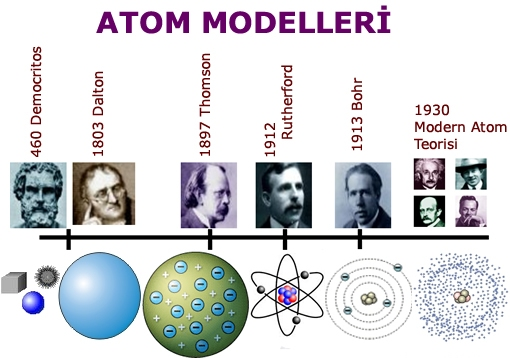 ATOM MODELLERİ
460 Democritos
1803 Dalton
1897 Thomson
1912
Rutherford
1913 Bohr
1930
Modern Atom
Teorisi